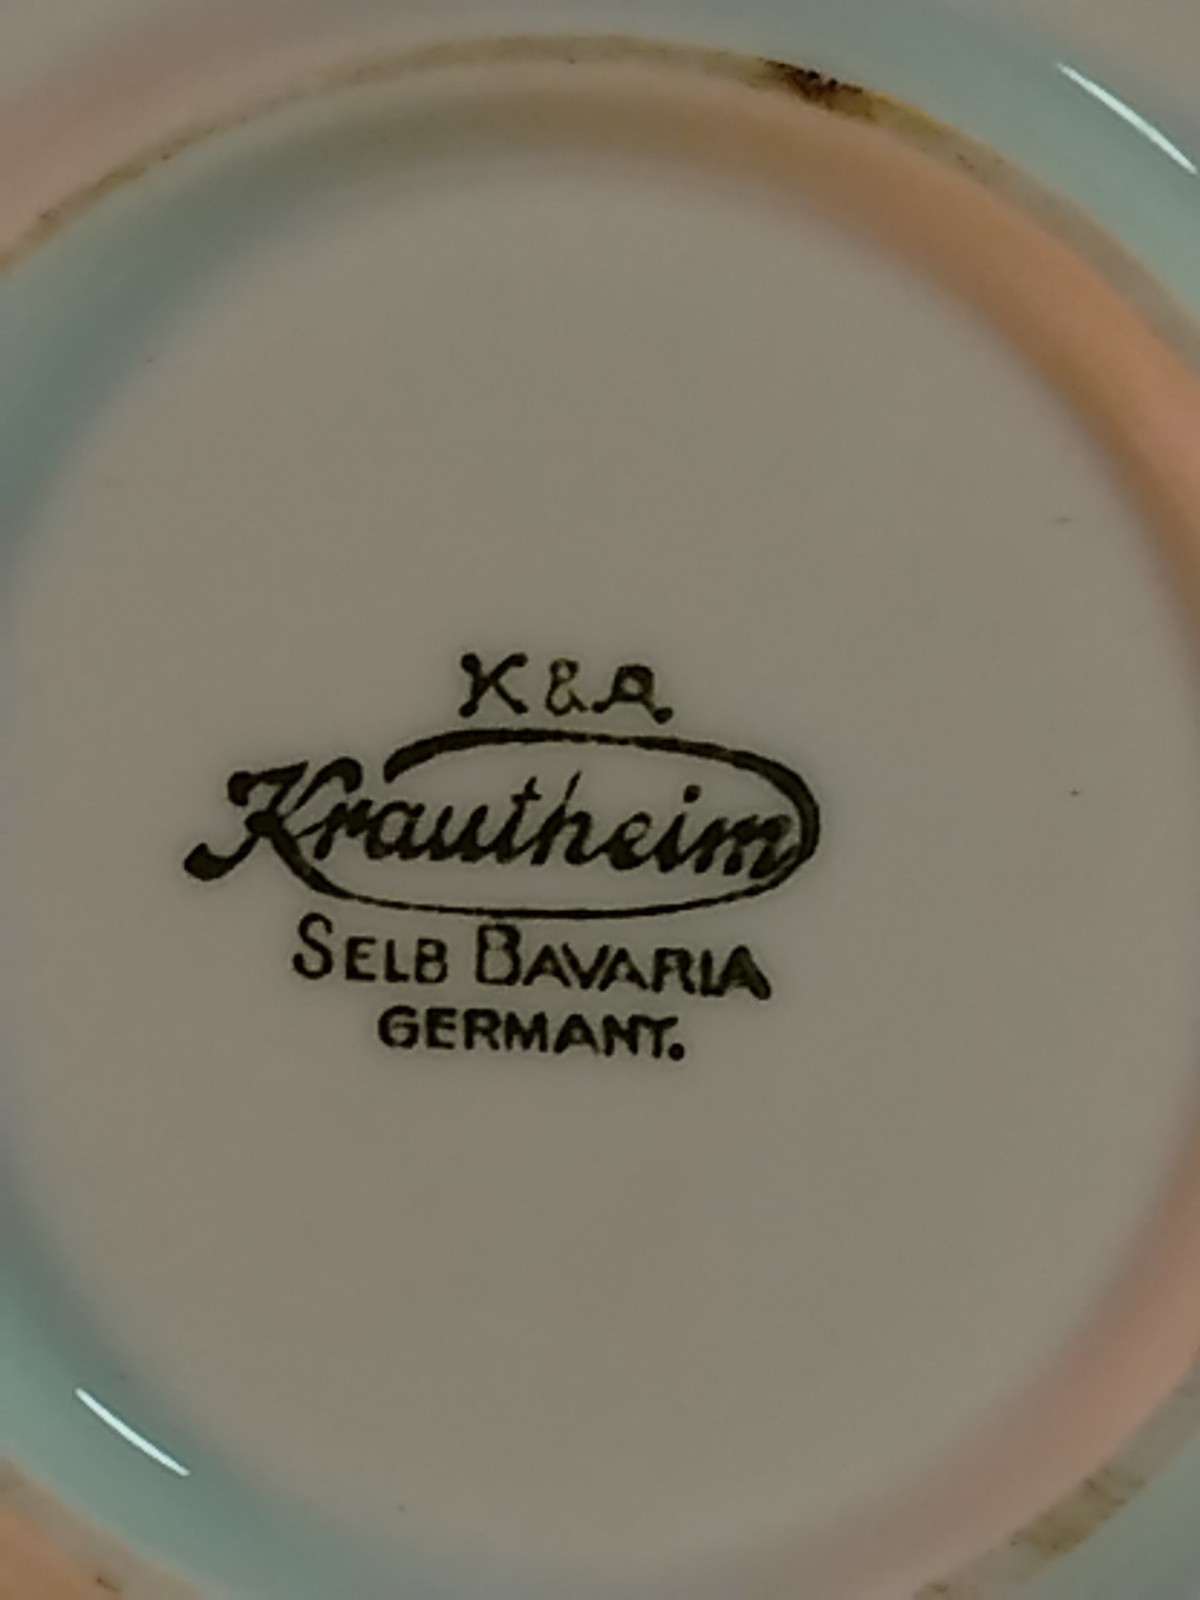 K & A.
Krautheim
SELB BAVARIA
GERMANY.